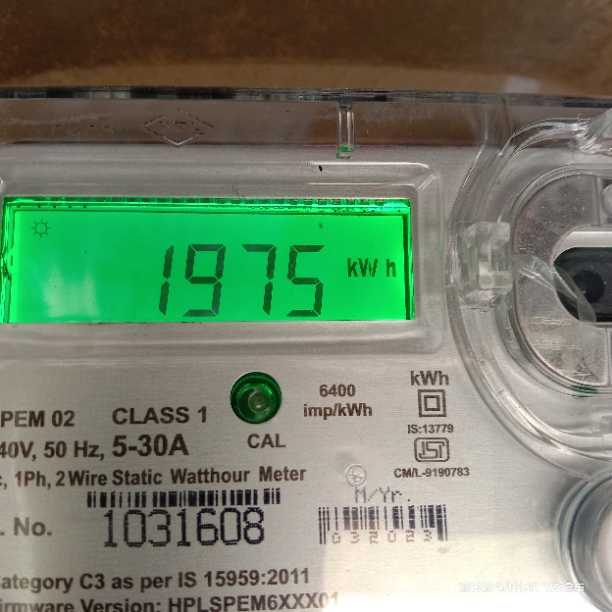 1975 kW h
kWh
6400
imp/kWh
PEM 02 CLASS 1
40V, 50 Hz, 5-30A
CAL
IS:13779
ISI
CM/L-9190783
c, 1Ph, 2 Wire Static Watthour Meter
M/Yr.
. No. 1031608
032023
ategory C3 as per IS 15959:2011
irmware Version: HPLSPEM6XXX01